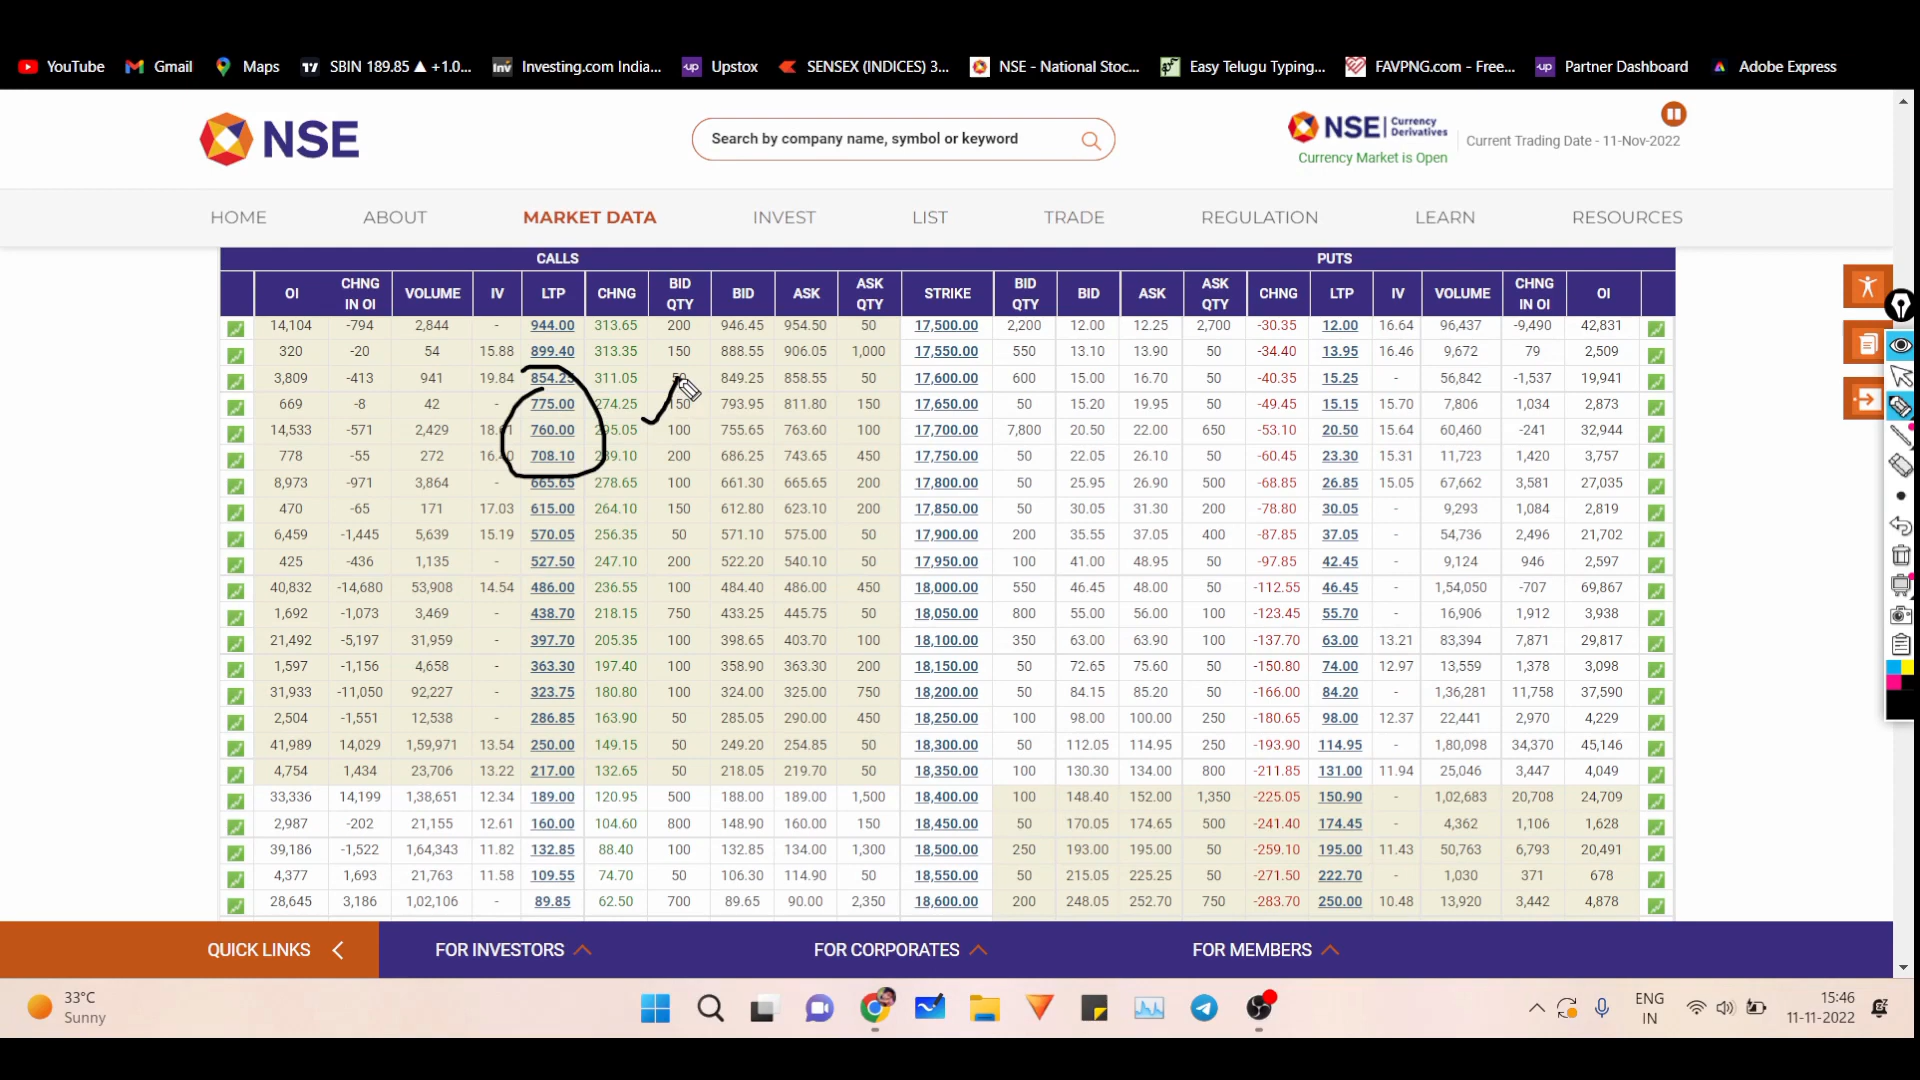 YouTube Gmail Maps SBIN 189.85 ▲ +1.0... Investing.com India... Upstox SENSEX (INDICES) 3... NSE - National Stoc... Easy Telugu Typing... FAVPNG.com - Free... Partner Dashboard Adobe Express
NSE
Search by company name, symbol or keyword
NSE Currency Derivatives
Currency Market is Open
Current Trading Date - 11-Nov-2022
HOME ABOUT MARKET DATA INVEST LIST TRADE REGULATION LEARN RESOURCES
CALLS PUTS
OI CHNG IN OI VOLUME IV LTP CHNG BID QTY BID ASK ASK QTY STRIKE BID QTY BID ASK ASK QTY CHNG LTP IV VOLUME CHNG IN OI OI
14,104 -794 2,844 - 944.00 313.65 200 946.45 954.50 50 17,500.00 2,200 12.00 12.25 2,700 -30.35 12.00 16.64 96,437 -9,490 42,831
320 -20 54 15.88 899.40 313.35 150 888.55 906.05 1,000 17,550.00 550 13.10 13.90 50 -34.40 13.95 16.46 9,672 79 2,509
3,809 -413 941 19.84 854.25 311.05 50 849.25 858.55 50 17,600.00 600 15.00 16.70 50 -40.35 15.25 - 56,842 -1,537 19,941
669 -8 42 - 775.00 274.25 150 793.95 811.80 150 17,650.00 50 15.20 19.95 50 -49.45 15.15 15.70 7,806 1,034 2,873
14,533 -571 2,429 760.00 100 755.65 763.60 100 17,700.00 7,800 20.50 22.00 650 -53.10 20.50 15.64 60,460 -241 32,944
778 -55 272 708.10 200 686.25 743.65 450 17,750.00 50 22.05 26.10 50 -60.45 23.30 15.31 11,723 1,420 3,757
8,973 -971 3,864 - 665.65 278.65 100 661.30 665.65 200 17,800.00 50 25.95 26.90 500 -68.85 26.85 15.05 67,662 3,581 27,035
470 -65 171 17.03 615.00 264.10 150 612.80 623.10 200 17,850.00 50 30.05 31.30 200 -78.80 30.05 - 9,293 1,084 2,819
6,459 -1,445 5,639 15.19 570.05 256.35 50 571.10 575.00 50 17,900.00 200 35.55 37.05 400 -87.85 37.05 - 54,736 2,496 21,702
425 -436 1,135 - 527.50 247.10 200 522.20 540.10 100 17,950.00 100 41.00 48.95 50 -97.85 42.45 - 9,124 946 2,597
40,832 -14,680 53,908 14.54 486.00 236.55 100 484.40 486.00 450 18,000.00 550 46.45 48.00 50 -112.55 46.45 - 1,54,050 -707 69,867
1,692 -1,073 3,469 - 438.70 218.15 750 433.25 445.75 50 18,050.00 800 55.00 56.00 100 -123.45 55.70 - 16,906 1,912 3,938
21,492 -5,197 31,959 - 397.70 205.35 100 398.65 403.70 100 18,100.00 350 63.00 63.90 100 -137.70 63.00 13.21 83,394 7,871 29,817
1,597 -1,156 4,658 - 363.30 197.40 100 358.90 363.30 200 18,150.00 50 72.65 75.60 50 -150.80 74.00 12.97 13,559 1,378 3,098
31,933 -11,050 92,227 - 323.75 180.80 100 324.00 325.00 750 18,200.00 50 84.15 85.20 50 -166.00 84.20 - 1,36,281 11,758 37,590
2,504 -1,551 12,538 - 286.85 163.90 50 285.05 290.00 450 18,250.00 100 98.00 100.00 250 -180.65 98.00 12.37 22,441 2,970 4,229
41,989 14,029 1,59,971 13.54 250.00 149.15 50 249.20 254.85 50 18,300.00 50 112.05 114.95 250 -193.90 114.95 - 1,80,098 34,370 45,146
4,754 1,434 23,706 13.22 217.00 132.65 50 218.05 219.70 50 18,350.00 100 130.30 134.00 800 -211.85 131.00 11.94 25,046 3,447 4,049
33,336 14,199 1,38,651 12.34 189.00 120.95 500 188.00 189.00 1,500 18,400.00 100 148.40 152.00 1,350 -225.05 150.90 - 1,02,683 20,708 24,709
2,987 -202 21,155 12.61 160.00 104.60 800 148.90 160.00 150 18,450.00 50 170.05 174.65 500 -241.40 174.45 - 4,362 1,106 1,628
39,186 -1,522 1,64,343 11.82 132.85 88.40 100 132.85 134.00 1,300 18,500.00 250 193.00 195.00 50 -259.10 195.00 11.43 50,763 6,793 20,491
4,377 1,693 21,763 11.58 109.55 74.70 50 106.30 114.90 50 18,550.00 50 215.05 225.25 50 -271.50 222.70 - 1,030 371 678
28,645 3,186 1,02,106 - 89.85 62.50 700 89.65 90.00 2,350 18,600.00 200 248.05 252.70 750 -283.70 250.00 10.48 13,920 3,442 4,878
QUICK LINKS FOR INVESTORS FOR CORPORATES FOR MEMBERS
33°C
Sunny
ENG
IN
15:46
11-11-2022